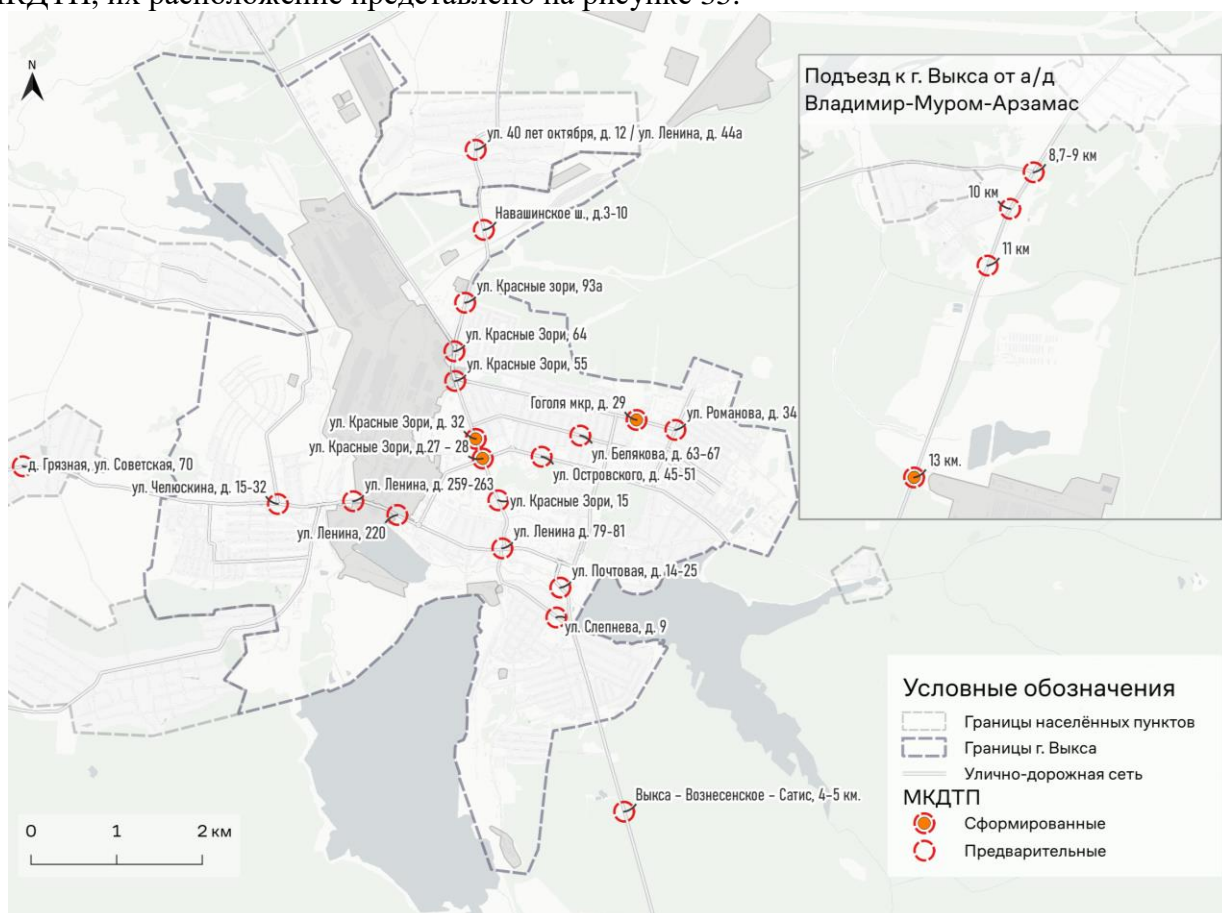 МКДТП, их расположение представлено на рисунке 35.
N
Подъезд к г. Выкса от а/д
Владимир-Муром-Арзамас
ул. 40 лет октября, д. 12 / ул. Ленина, д. 44а
8,7-9 км
10 км
Навашинское ш., д.3-10
11 км
ул. Красные зори, 93а
ул. Красные Зори, 64
ул. Красные Зори, 55
Гоголя мкр, д. 29
ул. Романова, д. 34
ул. Красные Зори, д. 32
ул. Красные Зори, д.27 – 28
ул. Белякова, д. 63-67
д. Грязная, ул. Советская, 70
ул. Островского, д. 45-51
13 км.
ул. Челюскина, д. 15-32
ул. Ленина, д. 259-263
ул. Красные Зори, 15
ул. Ленина, 220
ул. Ленина д. 79-81
ул. Почтовая, д. 14-25
ул. Слепнева, д. 9
Выкса – Вознесенское – Сатис, 4-5 км.
Условные обозначения
Границы населённых пунктов
Границы г. Выкса
Улично-дорожная сеть
МКДТП
Сформированные
Предварительные
0 1 2 км